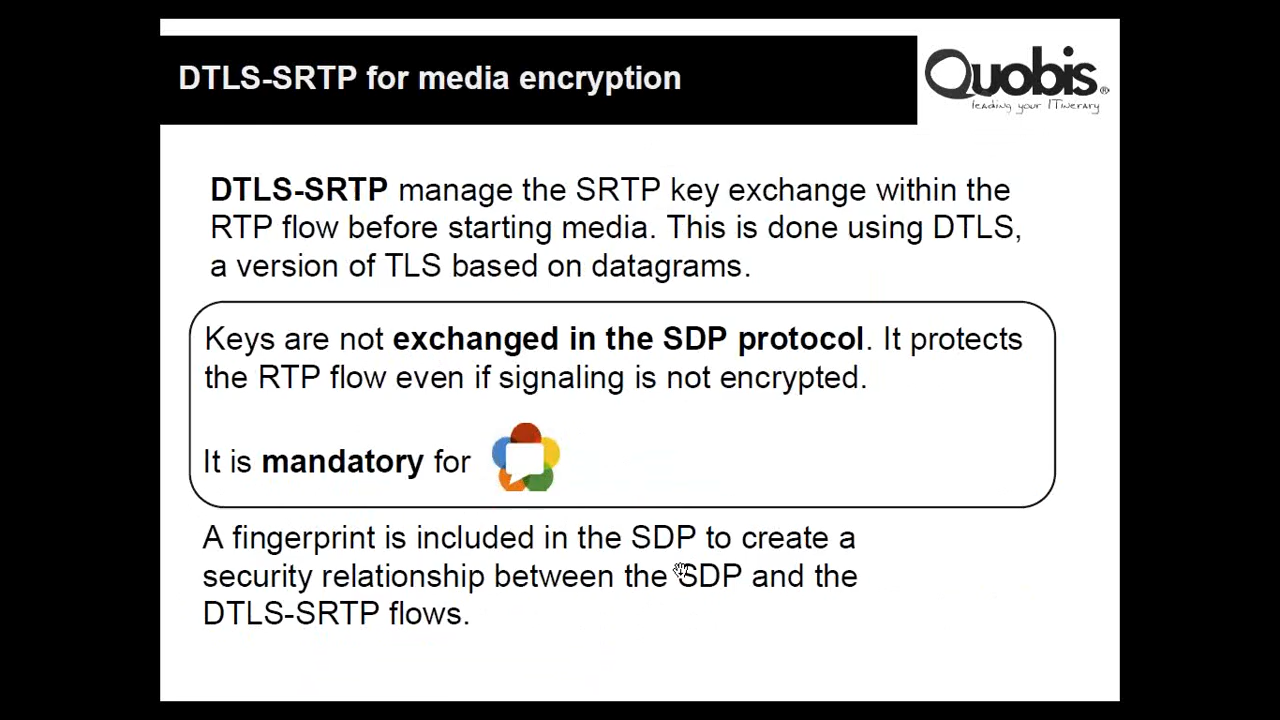 DTLS-SRTP for media encryption
Quobis®
leading your ITinerary
DTLS-SRTP manage the SRTP key exchange within the
RTP flow before starting media. This is done using DTLS,
a version of TLS based on datagrams.
Keys are not exchanged in the SDP protocol. It protects
the RTP flow even if signaling is not encrypted.
It is mandatory for
A fingerprint is included in the SDP to create a
security relationship between the SDP and the
DTLS-SRTP flows.